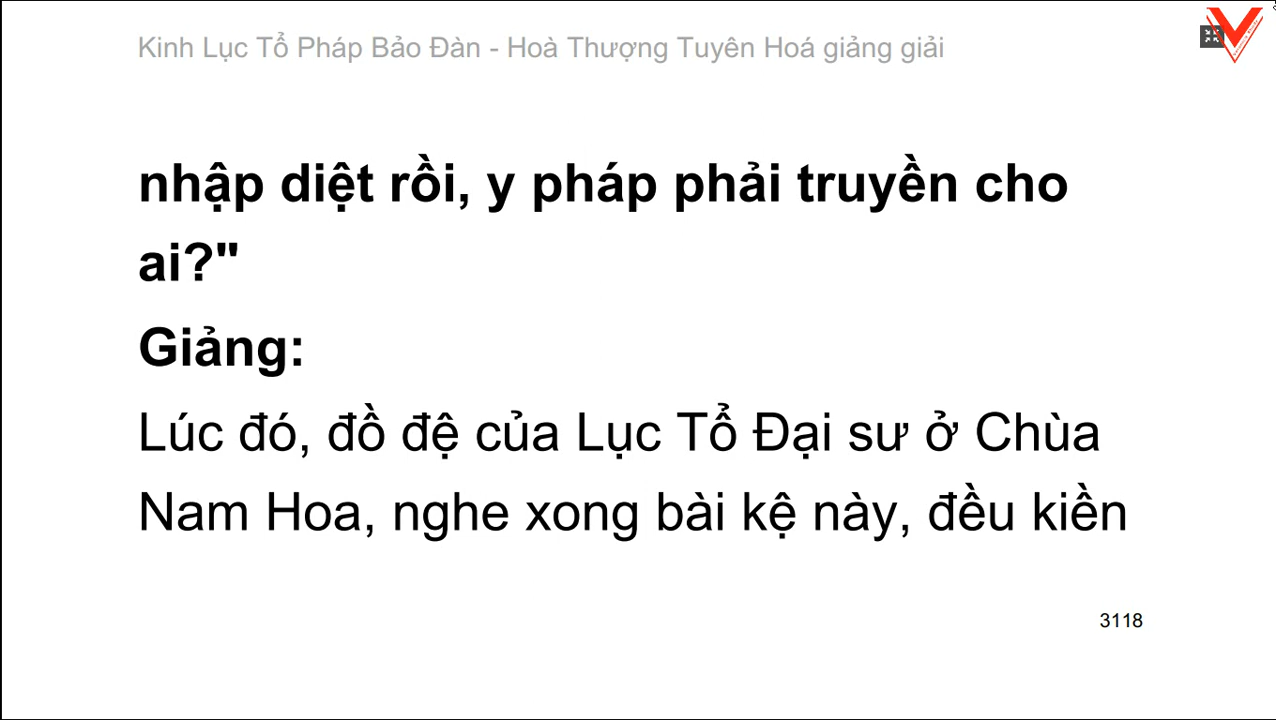 Kinh Lục Tổ Pháp Bảo Đàn - Hoà Thượng Tuyên Hoá giảng giải
nhập diệt rồi, y pháp phải truyền cho
ai?"
Giảng:
Lúc đó, đồ đệ của Lục Tổ Đại sư ở Chùa
Nam Hoa, nghe xong bài kệ này, đều kiền
3118